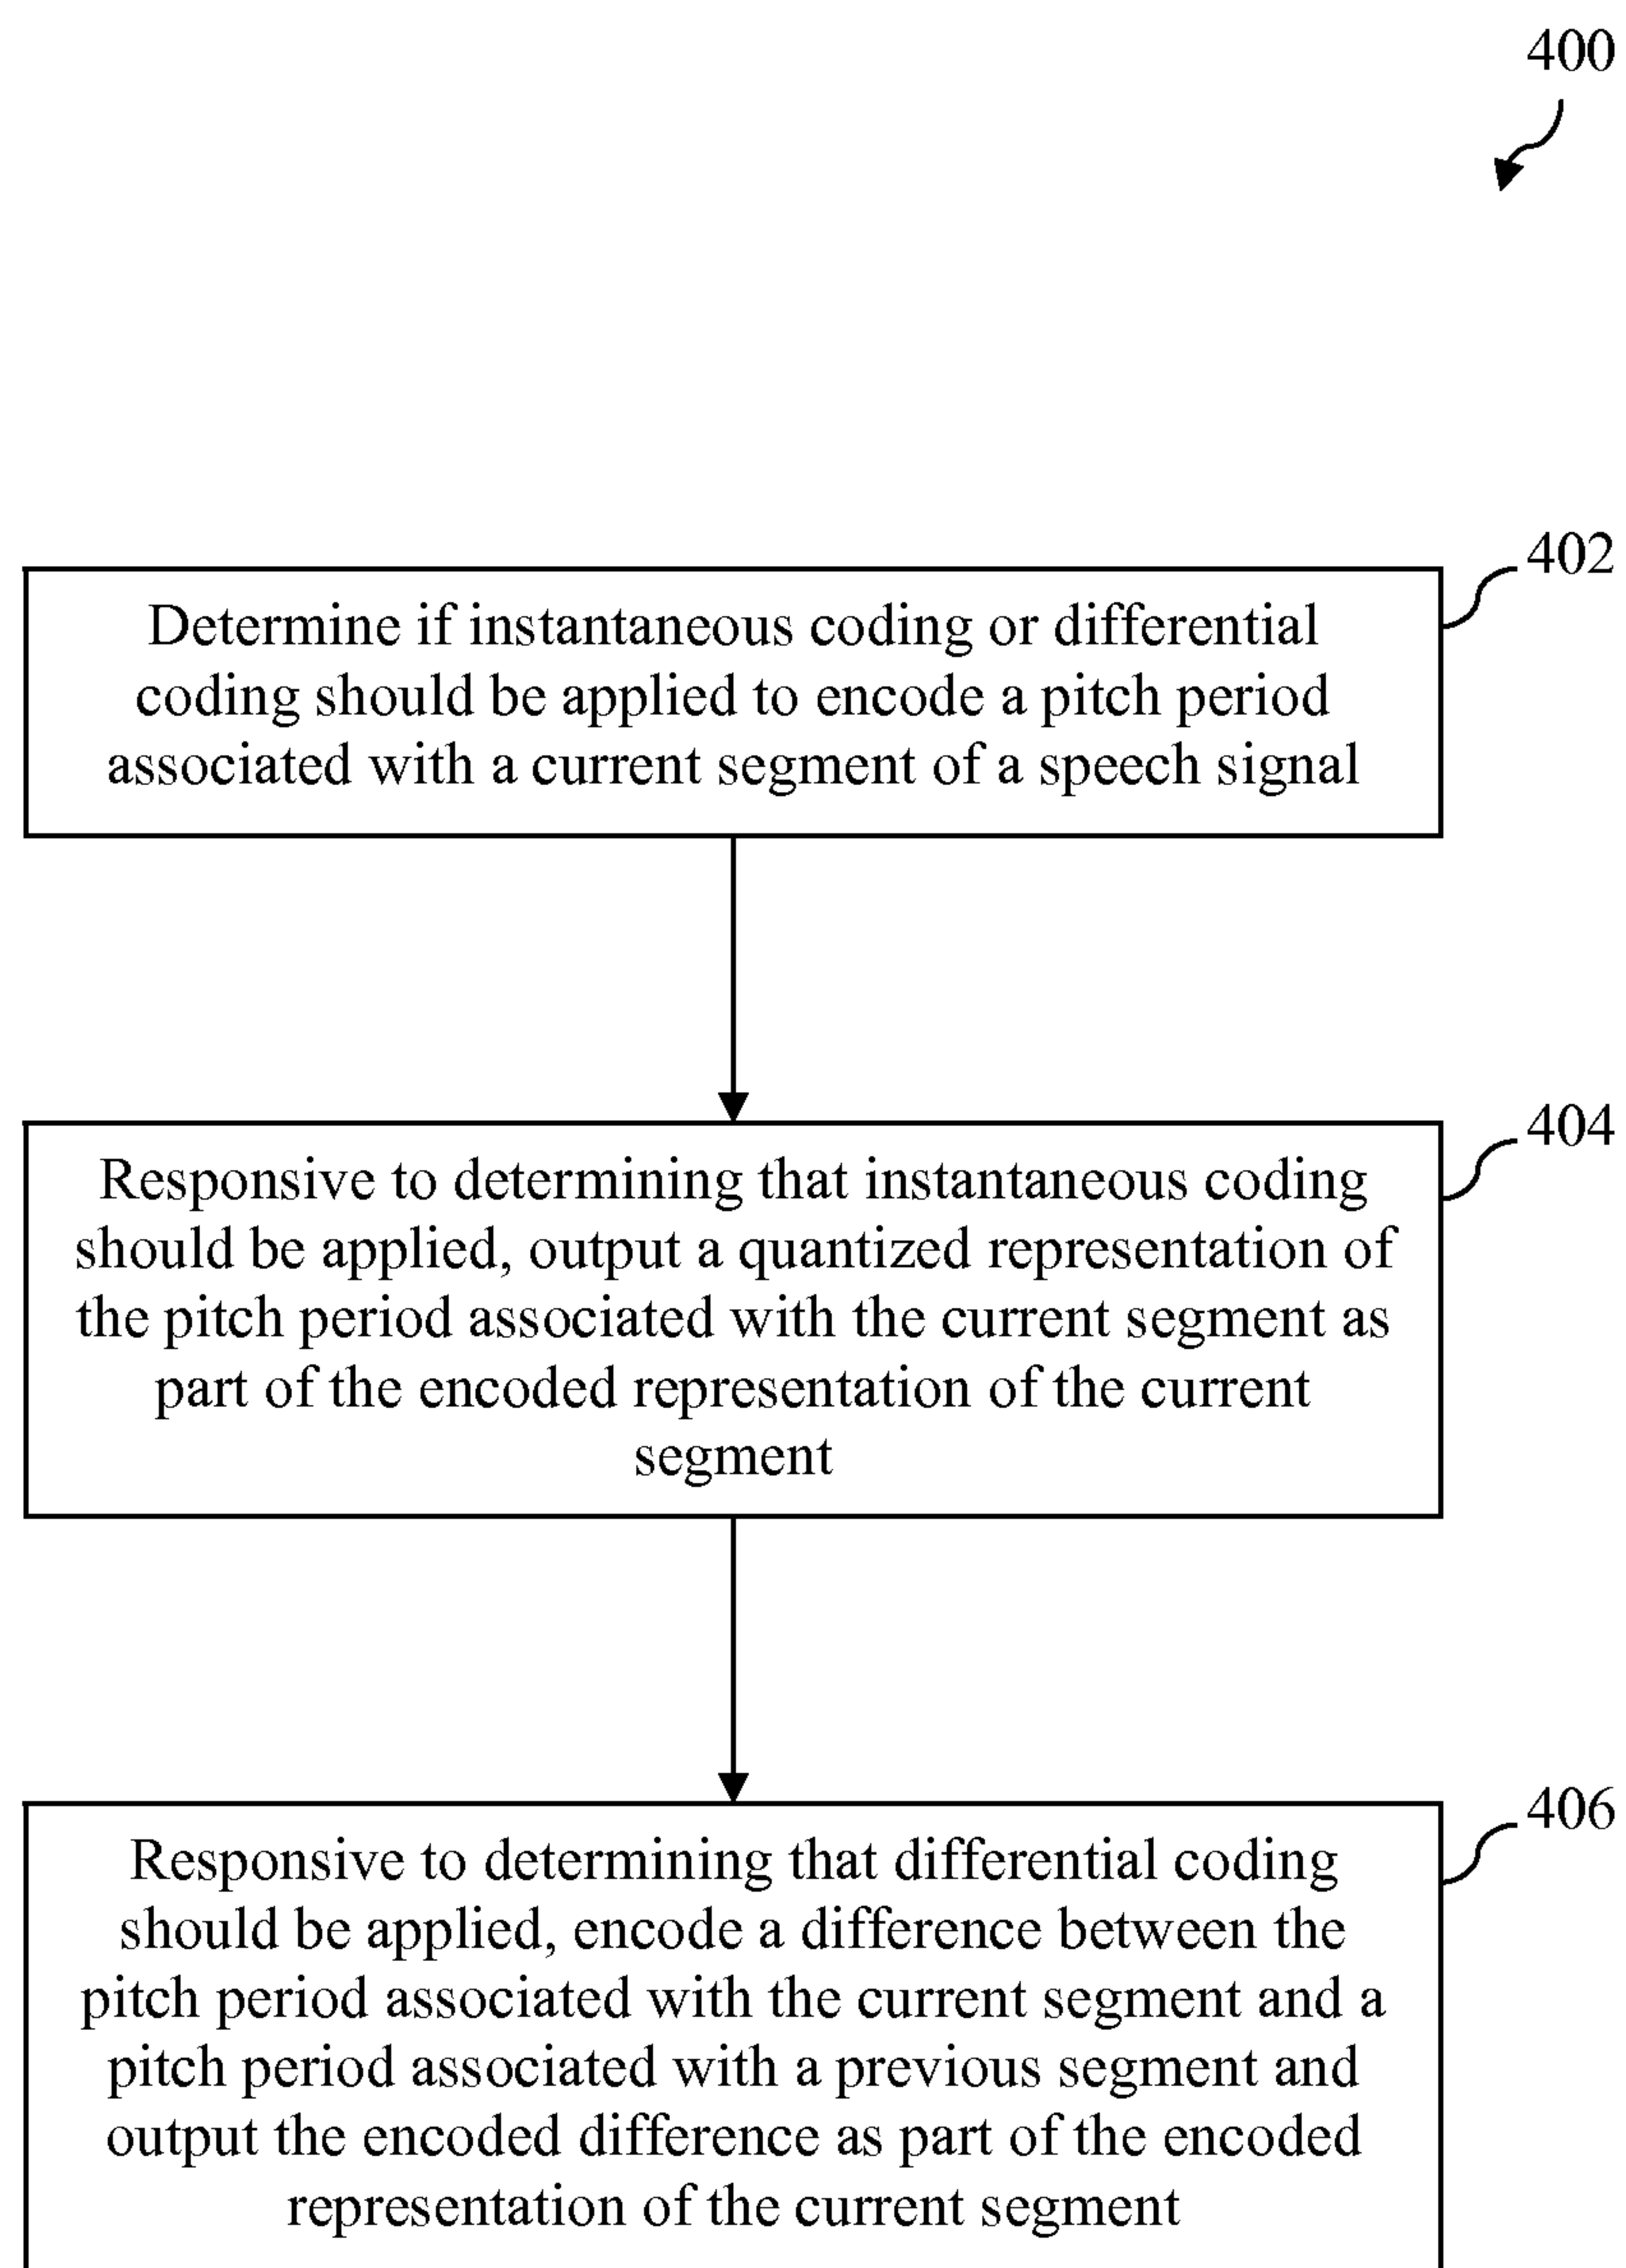 400
402
Determine if instantaneous coding or differential
coding should be applied to encode a pitch period
associated with a current segment of a speech signal
404
Responsive to determining that instantaneous coding
should be applied, output a quantized representation of
the pitch period associated with the current segment as
part of the encoded representation of the current
segment
406
Responsive to determining that differential coding
should be applied, encode a difference between the
pitch period associated with the current segment and a
pitch period associated with a previous segment and
output the encoded difference as part of the encoded
representation of the current segment